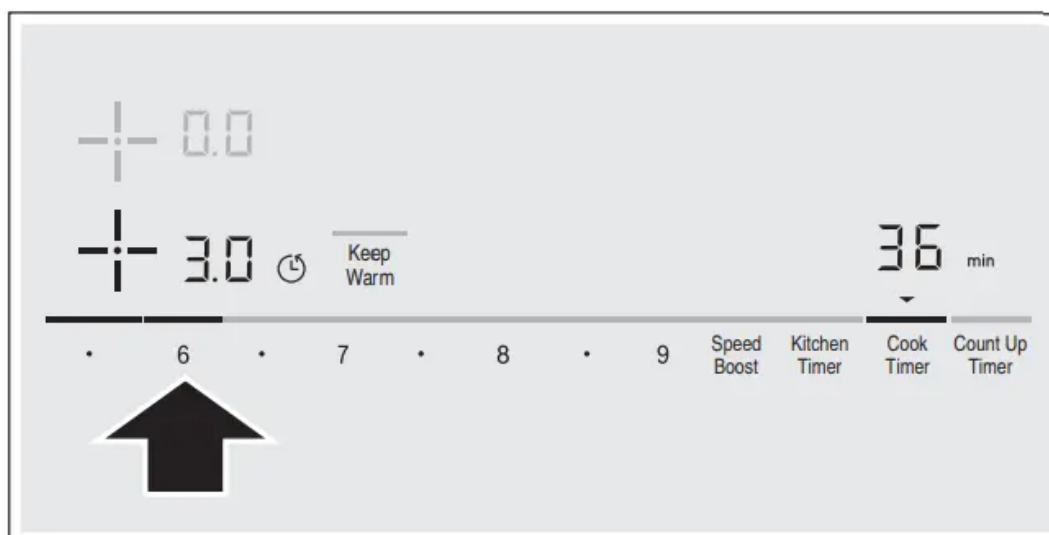 0.0
3.0
Keep
Warm
36 min
· 6 · 7 · 8 · 9
Speed
Boost
Kitchen
Timer
Cook
Timer
Count Up
Timer